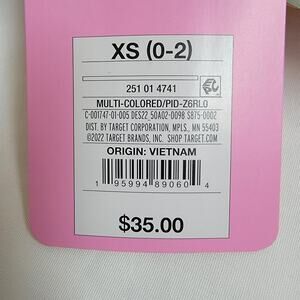 XS (0-2)
251 01 4741
MULTI-COLORED/PID-Z6RL0
C-001747-01-005 DES22 50A02-0098 S875-0002
DIST. BY TARGET CORPORATION, MPLS., MN 55403
©2022 TARGET BRANDS, INC. SHOP TARGET.COM
ORIGIN: VIETNAM
1 95994 89060 4
$35.00